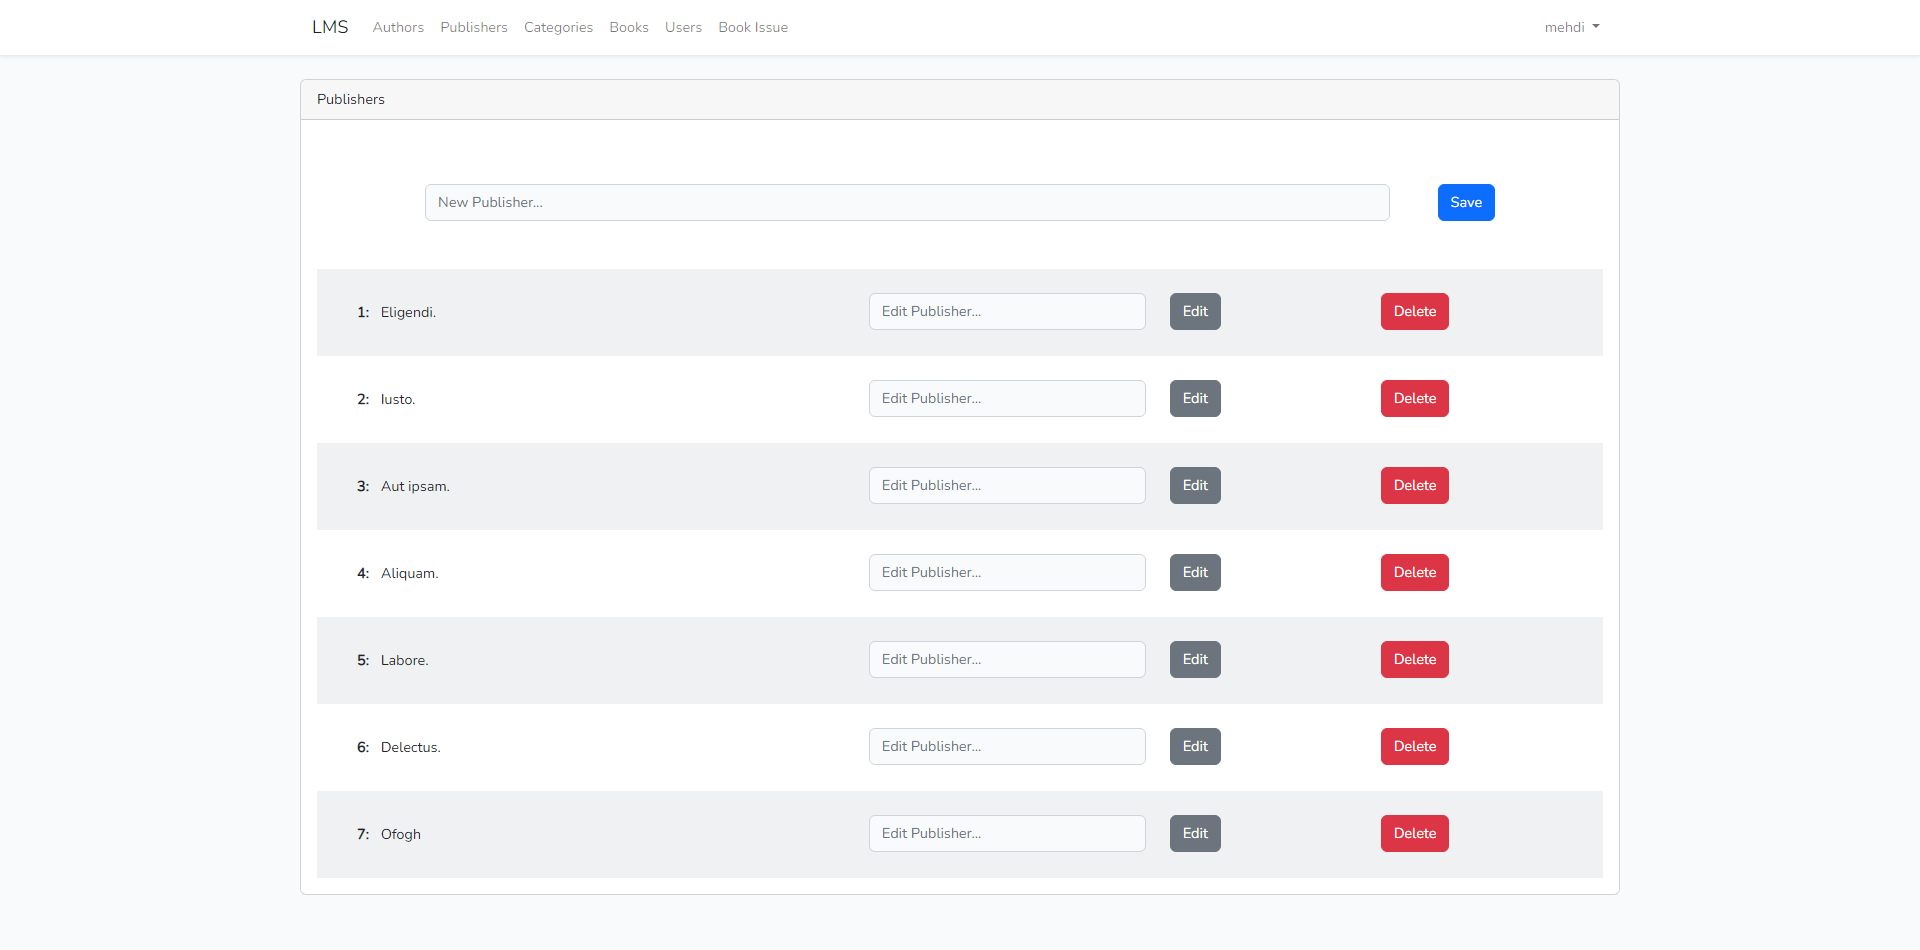 LMS Authors Publishers Categories Books Users Book Issue mehdi
Publishers
New Publisher... Save
1: Eligendi. Edit Publisher... Edit Delete
2: Iusto. Edit Publisher... Edit Delete
3: Aut ipsam. Edit Publisher... Edit Delete
4: Aliquam. Edit Publisher... Edit Delete
5: Labore. Edit Publisher... Edit Delete
6: Delectus. Edit Publisher... Edit Delete
7: Ofogh Edit Publisher... Edit Delete